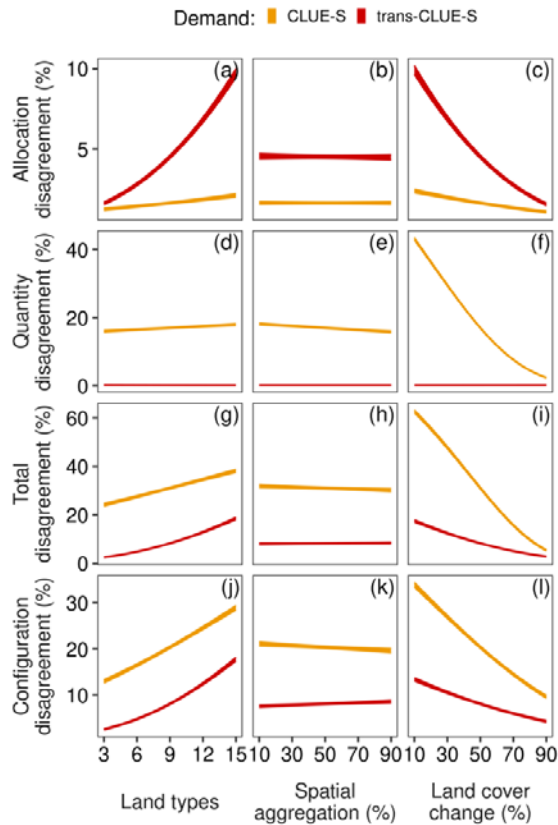 Demand: CLUE-S trans-CLUE-S
Allocation
disagreement (%)
10
5
(a)
(b)
(c)
Quantity
disagreement (%)
40
20
0
(d)
(e)
(f)
Total
disagreement (%)
60
40
20
0
(g)
(h)
(i)
Configuration
disagreement (%)
30
20
10
(j)
(k)
(l)
3 6 9 12 15 10 30 50 70 90 10 30 50 70 90
Land types
Spatial
aggregation (%)
Land cover
change (%)